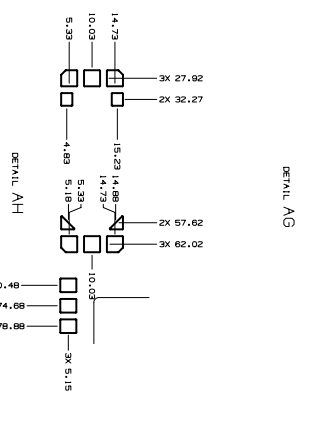 5.33
10.03
14.73
3X 27.92
2X 32.27
4.83
15.23
DETAIL AG
DETAIL AH
5.18
5.33
14.73
14.88
2X 57.62
3X 62.02
10.03
74.68
78.88
3X 5.15